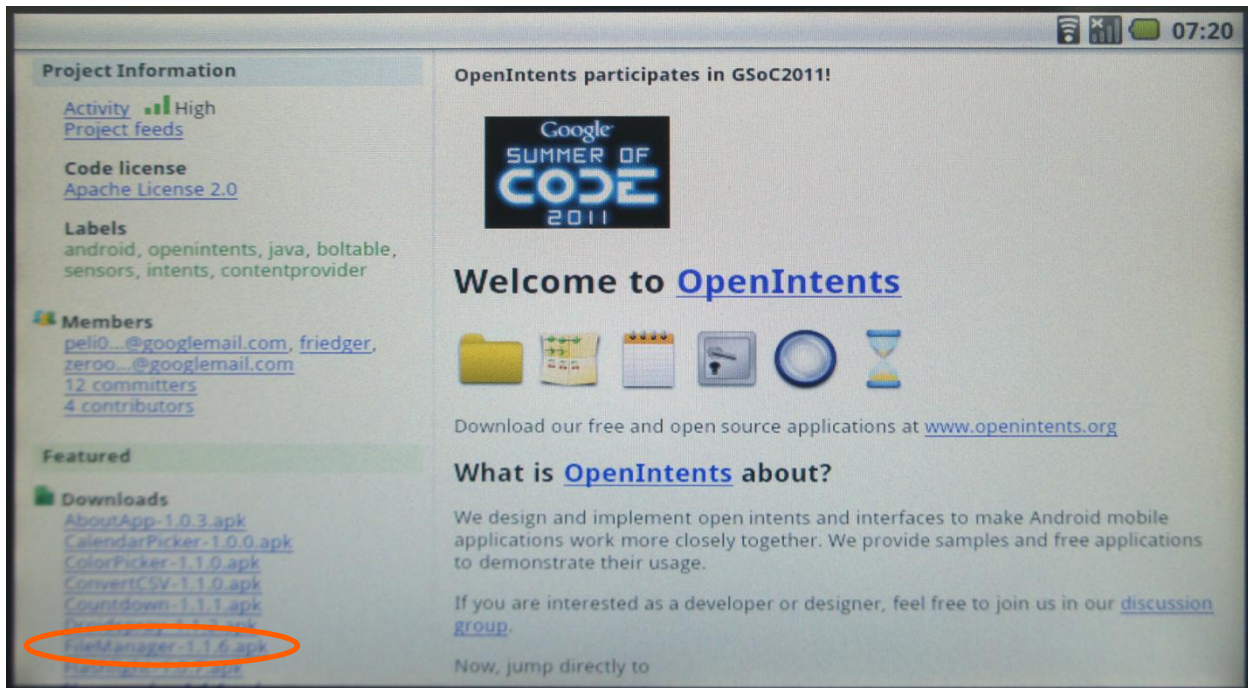 07:20
Project Information
Activity High
Project feeds
Code license
Apache License 2.0
Labels
android, openintents, java, boltable,
sensors, intents, contentprovider
Members
peli0...@googlemail.com, friedger,
zeroo...@googlemail.com
12 committers
4 contributors
Featured
Downloads
AboutApp-1.0.3.apk
CalendarPicker-1.0.0.apk
ColorPicker-1.1.0.apk
ConvertCSV-1.1.0.apk
Countdown-1.1.1.apk
FileManager-1.1.6.apk
OpenIntents participates in GSoC2011!
Google
SUMMER OF
CODE
2011
Welcome to OpenIntents
Download our free and open source applications at www.openintents.org
What is OpenIntents about?
We design and implement open intents and interfaces to make Android mobile
applications work more closely together. We provide samples and free applications
to demonstrate their usage.
If you are interested as a developer or designer, feel free to join us in our discussion
group.
Now, jump directly to